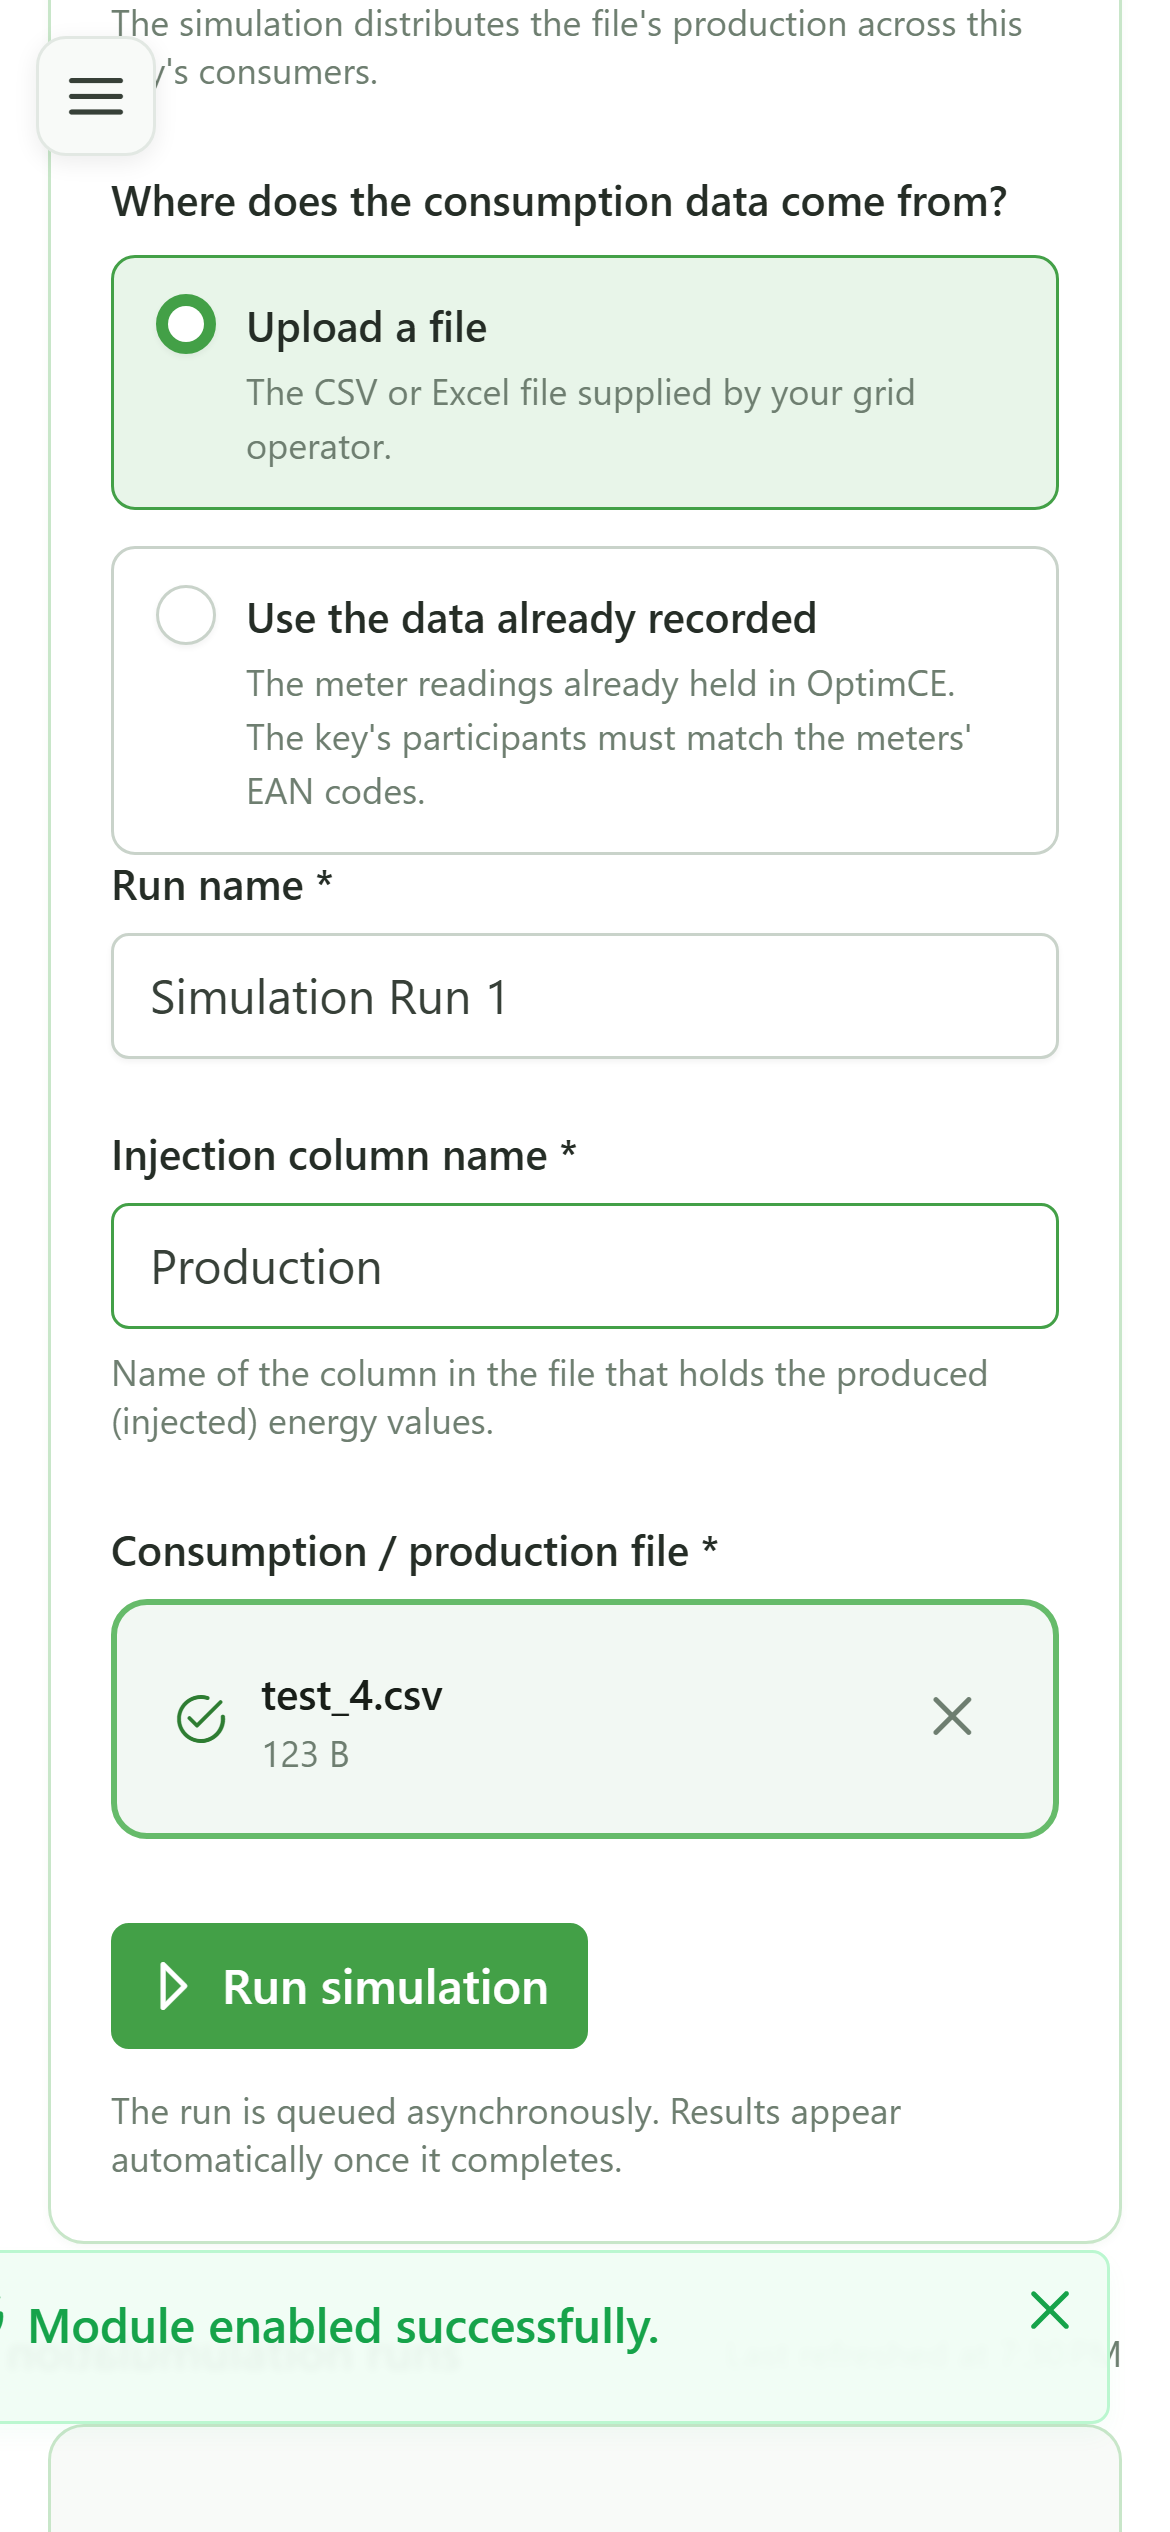 The simulation distributes the file's production across this
y's consumers.
Where does the consumption data come from?
Upload a file
The CSV or Excel file supplied by your grid
operator.
Use the data already recorded
The meter readings already held in OptimCE.
The key's participants must match the meters'
EAN codes.
Run name *
Simulation Run 1
Injection column name *
Production
Name of the column in the file that holds the produced
(injected) energy values.
Consumption / production file *
test_4.csv
123 B
Run simulation
The run is queued asynchronously. Results appear
automatically once it completes.
Module enabled successfully.